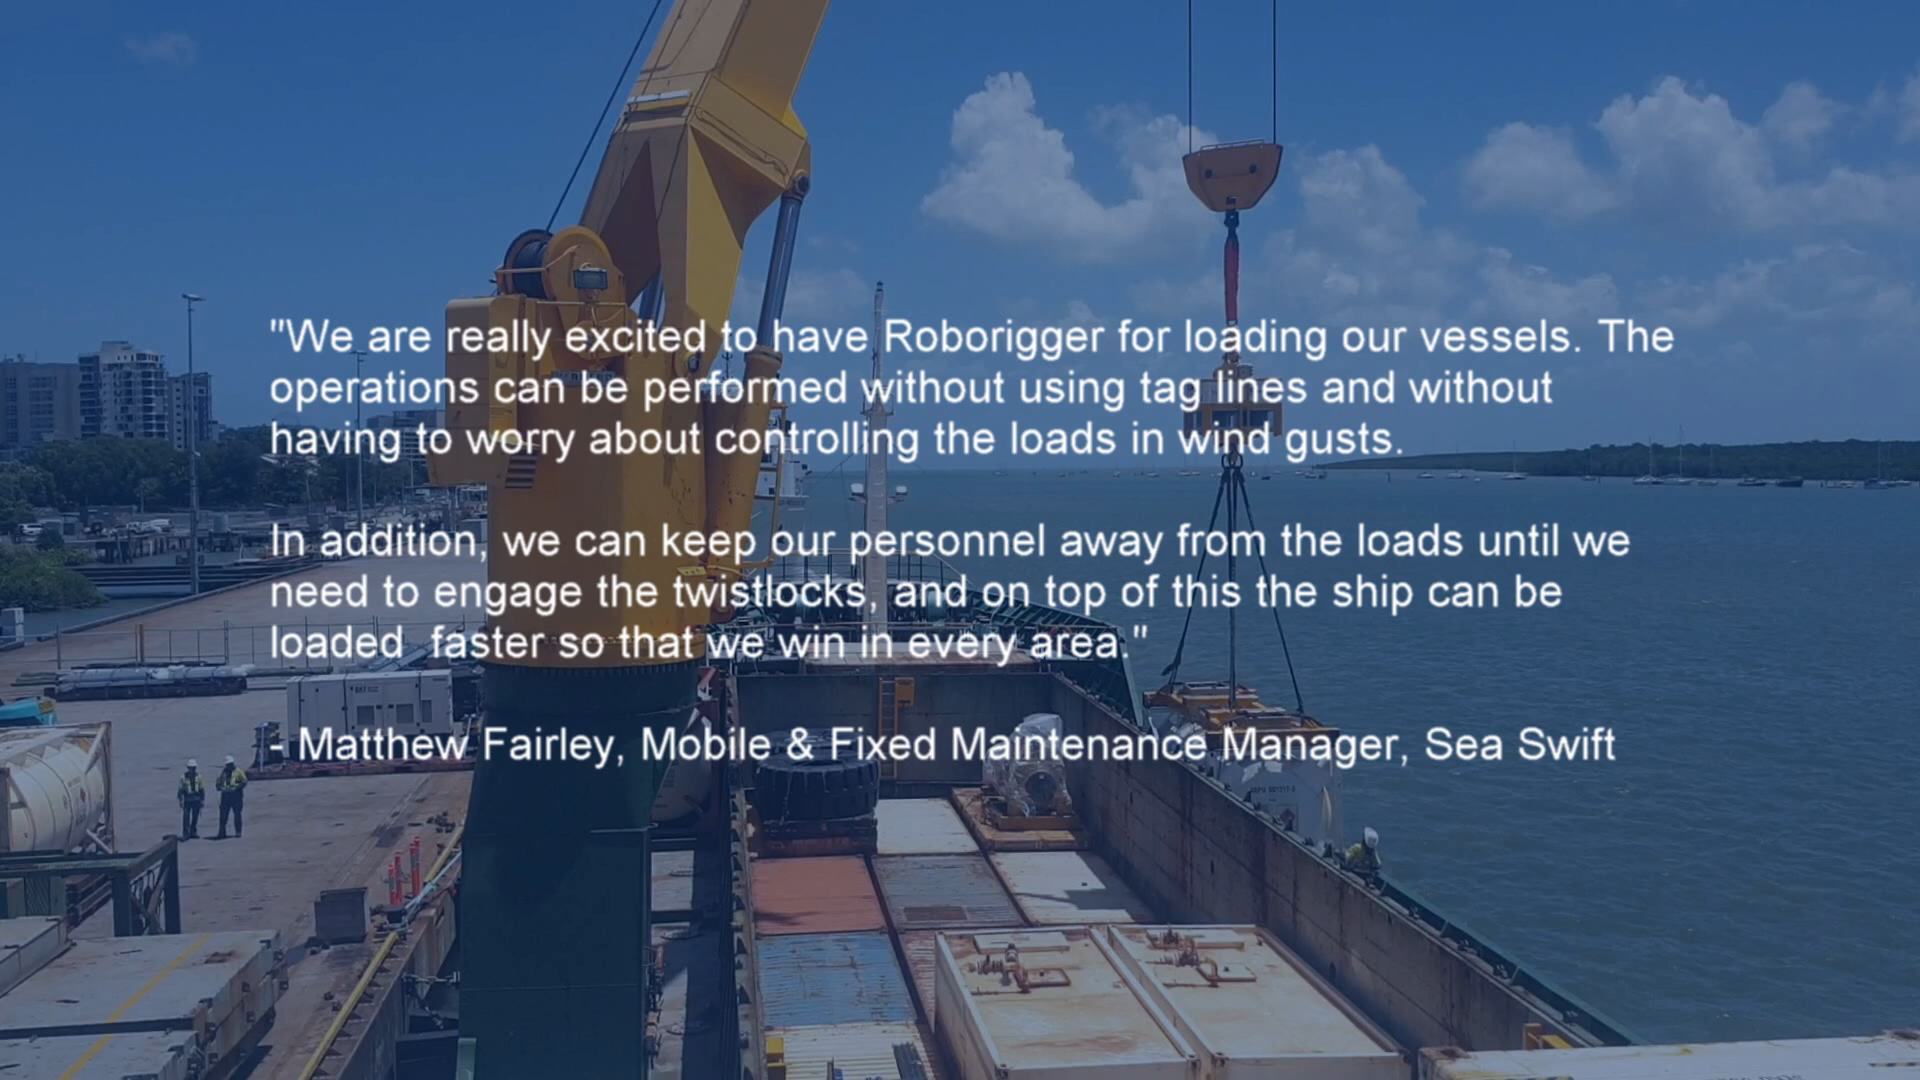 "We are really excited to have Roborigger for loading our vessels. The
operations can be performed without using tag lines and without
having to worry about controlling the loads in wind gusts.
In addition, we can keep our personnel away from the loads until we
need to engage the twistlocks, and on top of this the ship can be
loaded  faster so that we win in every area."
- Matthew Fairley, Mobile & Fixed Maintenance Manager, Sea Swift